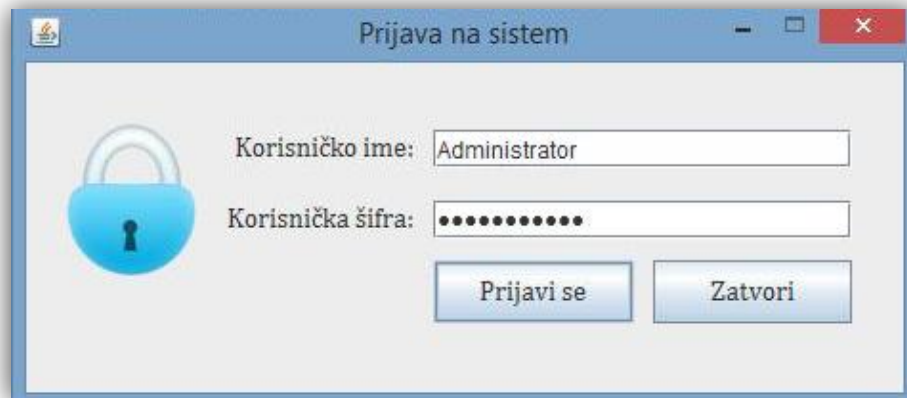 Prijava na sistem
Korisničko ime: Administrator
Korisnička šifra: •••••••••••
Prijavi se Zatvori